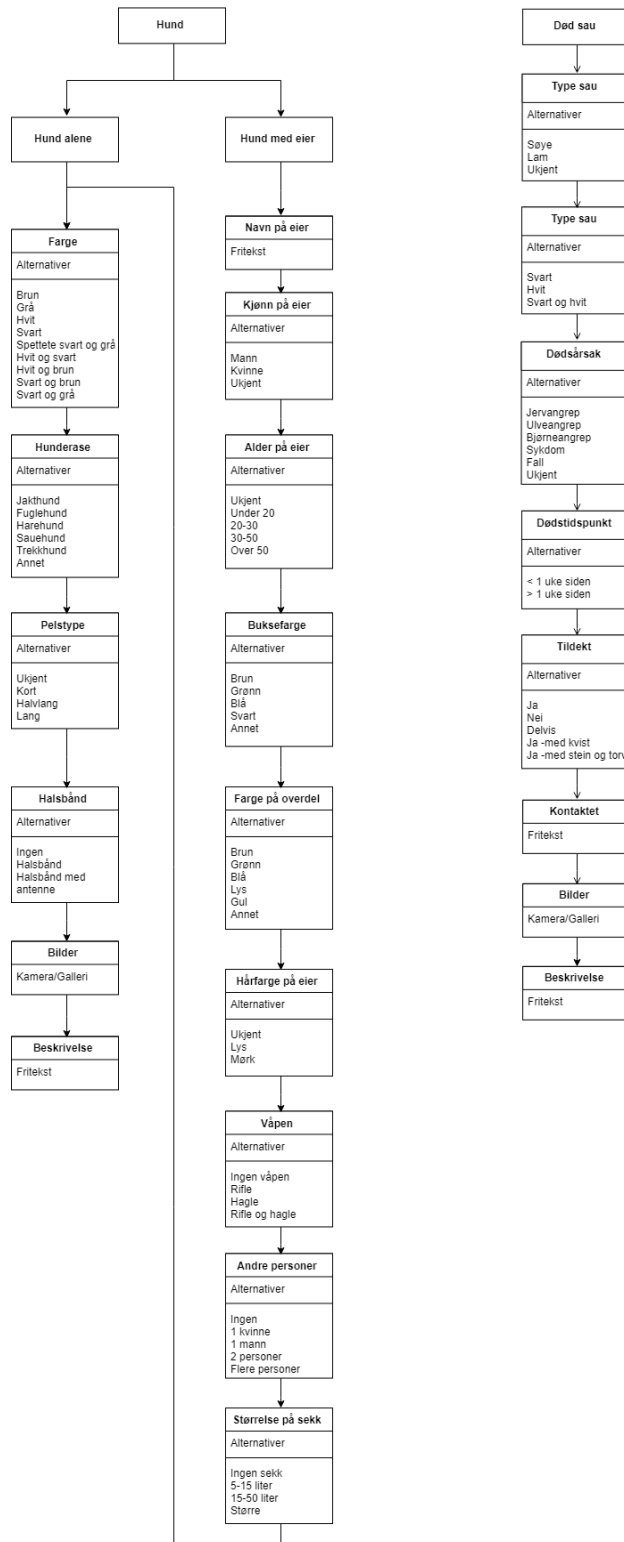 Hund
Hund alene
Farge
Alternativer
Brun
Grå
Hvit
Svart
Spettete svart og grå
Hvit og svart
Hvit og brun
Svart og brun
Svart og grå
Hunderase
Alternativer
Jakthund
Fuglehund
Harehund
Sauehund
Trekkhund
Annet
Pelstype
Alternativer
Ukjent
Kort
Halvlang
Lang
Halsbånd
Alternativer
Ingen
Halsbånd
Halsbånd med
antenne
Bilder
Kamera/Galleri
Beskrivelse
Fritekst
Hund med eier
Navn på eier
Fritekst
Kjønn på eier
Alternativer
Mann
Kvinne
Ukjent
Alder på eier
Alternativer
Ukjent
Under 20
20-30
30-50
Over 50
Buksefarge
Alternativer
Brun
Grønn
Blå
Svart
Annet
Farge på overdel
Alternativer
Brun
Grønn
Blå
Lys
Gul
Annet
Hårfarge på eier
Alternativer
Ukjent
Lys
Mørk
Våpen
Alternativer
Ingen våpen
Rifle
Hagle
Rifle og hagle
Andre personer
Alternativer
Ingen
1 kvinne
1 mann
2 personer
Flere personer
Størrelse på sekk
Alternativer
Ingen sekk
5-15 liter
15-50 liter
Større
Død sau
Type sau
Alternativer
Søye
Lam
Ukjent
Type sau
Alternativer
Svart
Hvit
Svart og hvit
Dødsårsak
Alternativer
Jervangrep
Ulveangrep
Bjørneangrep
Sykdom
Fall
Ukjent
Dødstidspunkt
Alternativer
< 1 uke siden
> 1 uke siden
Tildekt
Alternativer
Ja
Nei
Delvis
Ja -med kvist
Ja -med stein og torv
Kontaktet
Fritekst
Bilder
Kamera/Galleri
Beskrivelse
Fritekst